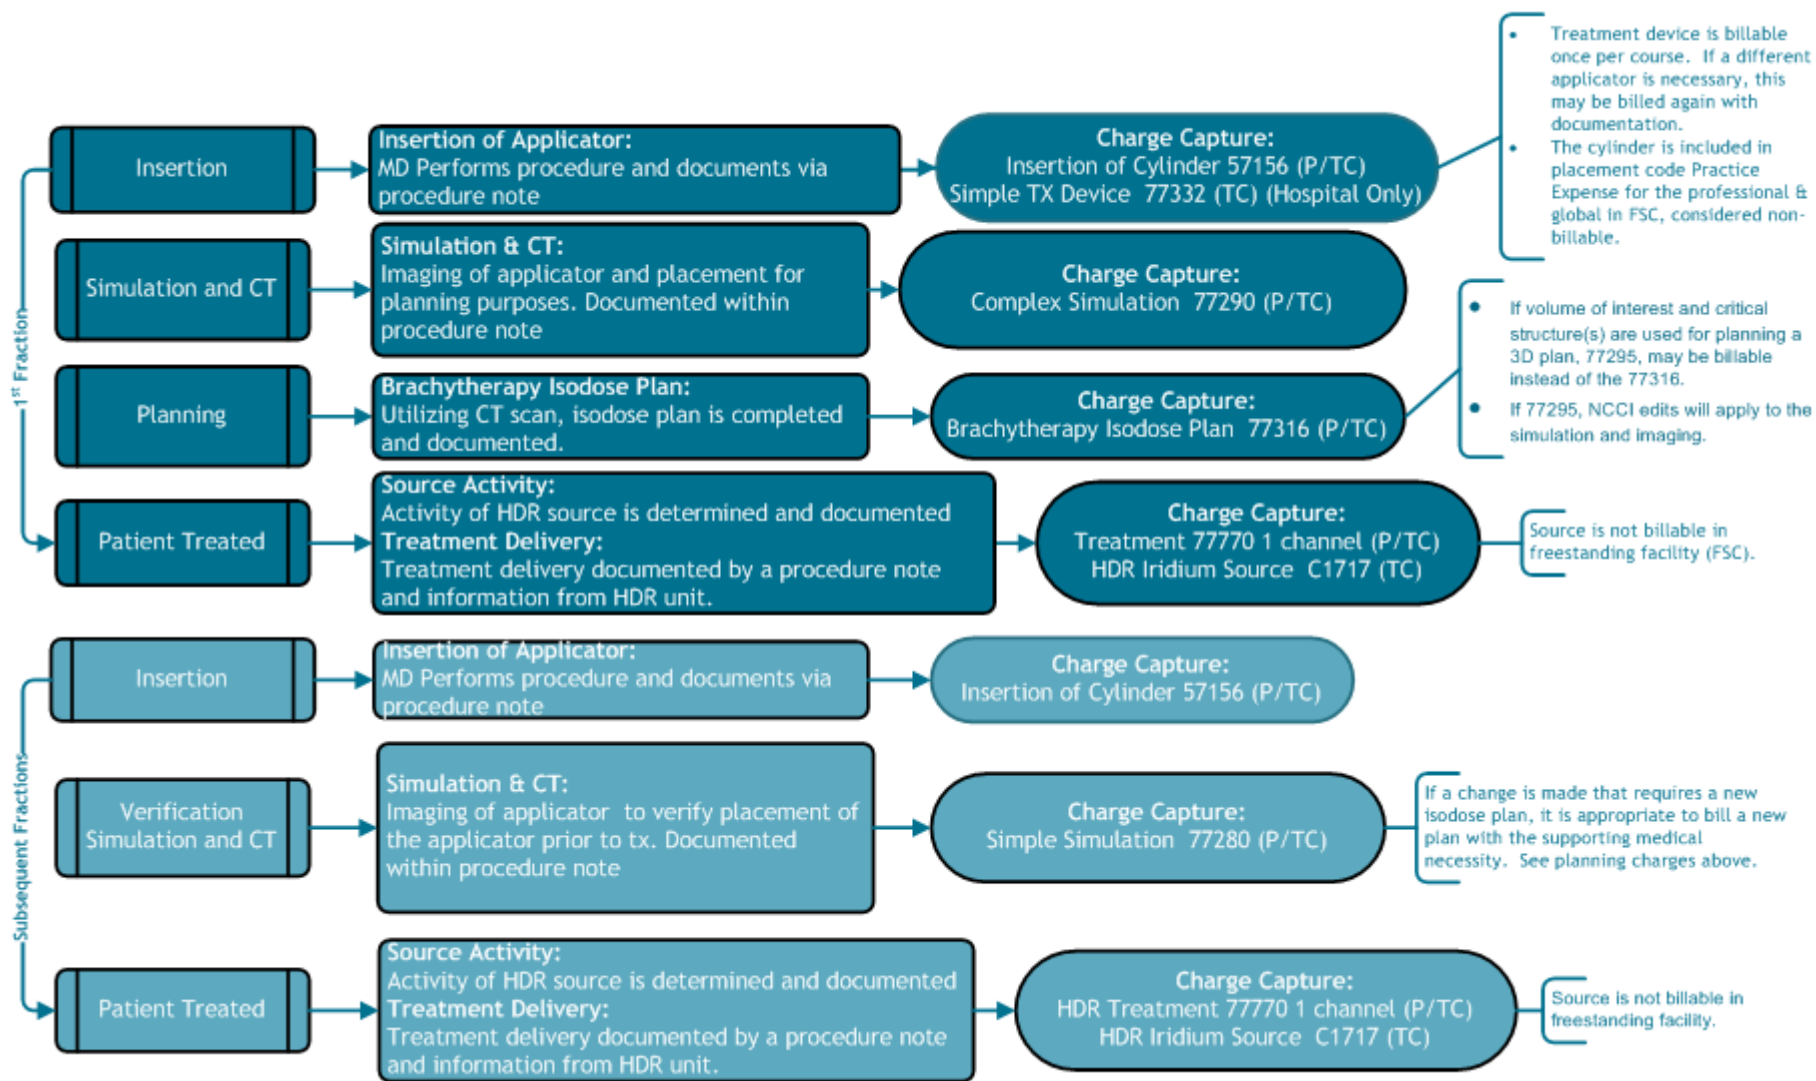 1st Fraction
Insertion
Insertion of Applicator:
MD Performs procedure and documents via
procedure note
Charge Capture:
Insertion of Cylinder 57156 (P/TC)
Simple TX Device 77332 (TC) (Hospital Only)
• Treatment device is billable
once per course. If a different
applicator is necessary, this
may be billed again with
documentation.
• The cylinder is included in
placement code Practice
Expense for the professional &
global in FSC, considered non-
billable.
Simulation and CT
Simulation & CT:
Imaging of applicator and placement for
planning purposes. Documented within
procedure note
Charge Capture:
Complex Simulation 77290 (P/TC)
Planning
Brachytherapy Isodose Plan:
Utilizing CT scan, isodose plan is completed
and documented.
Charge Capture:
Brachytherapy Isodose Plan 77316 (P/TC)
• If volume of interest and critical
structure(s) are used for planning a
3D plan, 77295, may be billable
instead of the 77316.
• If 77295, NCCI edits will apply to the
simulation and imaging.
Patient Treated
Source Activity:
Activity of HDR source is determined and documented
Treatment Delivery:
Treatment delivery documented by a procedure note
and information from HDR unit.
Charge Capture:
Treatment 77770 1 channel (P/TC)
HDR Iridium Source C1717 (TC)
Source is not billable in
freestanding facility (FSC).
Subsequent Fractions
Insertion
Insertion of Applicator:
MD Performs procedure and documents via
procedure note
Charge Capture:
Insertion of Cylinder 57156 (P/TC)
Verification
Simulation and CT
Simulation & CT:
Imaging of applicator to verify placement of
the applicator prior to tx. Documented
within procedure note
Charge Capture:
Simple Simulation 77280 (P/TC)
If a change is made that requires a new
isodose plan, it is appropriate to bill a new
plan with the supporting medical
necessity. See planning charges above.
Patient Treated
Source Activity:
Activity of HDR source is determined and documented
Treatment Delivery:
Treatment delivery documented by a procedure note
and information from HDR unit.
Charge Capture:
HDR Treatment 77770 1 channel (P/TC)
HDR Iridium Source C1717 (TC)
Source is not billable in
freestanding facility.